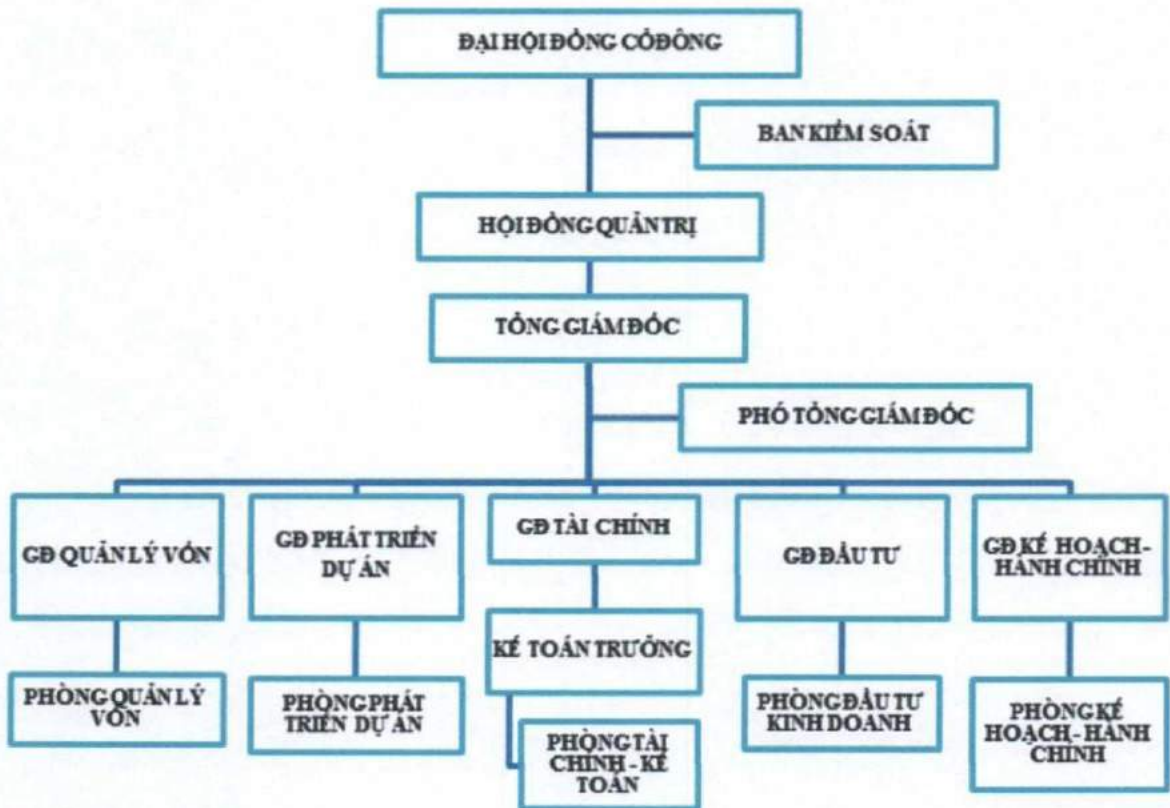 ĐẠI HỘI ĐỒNG CỔ ĐÔNG
BAN KIỂM SOÁT
HỘI ĐỒNG QUẢN TRỊ
TỔNG GIÁM ĐỐC
PHÓ TỔNG GIÁM ĐỐC
GĐ QUẢN LÝ VỐN
GĐ PHÁT TRIỂN
DỰ ÁN
GĐ TÀI CHÍNH
GĐ ĐẦU TƯ
GĐ KẾ HOẠCH-
HÀNH CHÍNH
KẾ TOÁN TRƯỞNG
PHÒNG QUẢN LÝ
VỐN
PHÒNG PHÁT
TRIỂN DỰ ÁN
PHÒNG TÀI
CHÍNH - KẾ
TOÁN
PHÒNG ĐẦU TƯ
KINH DOANH
PHÒNG KẾ
HOẠCH - HÀNH
CHÍNH